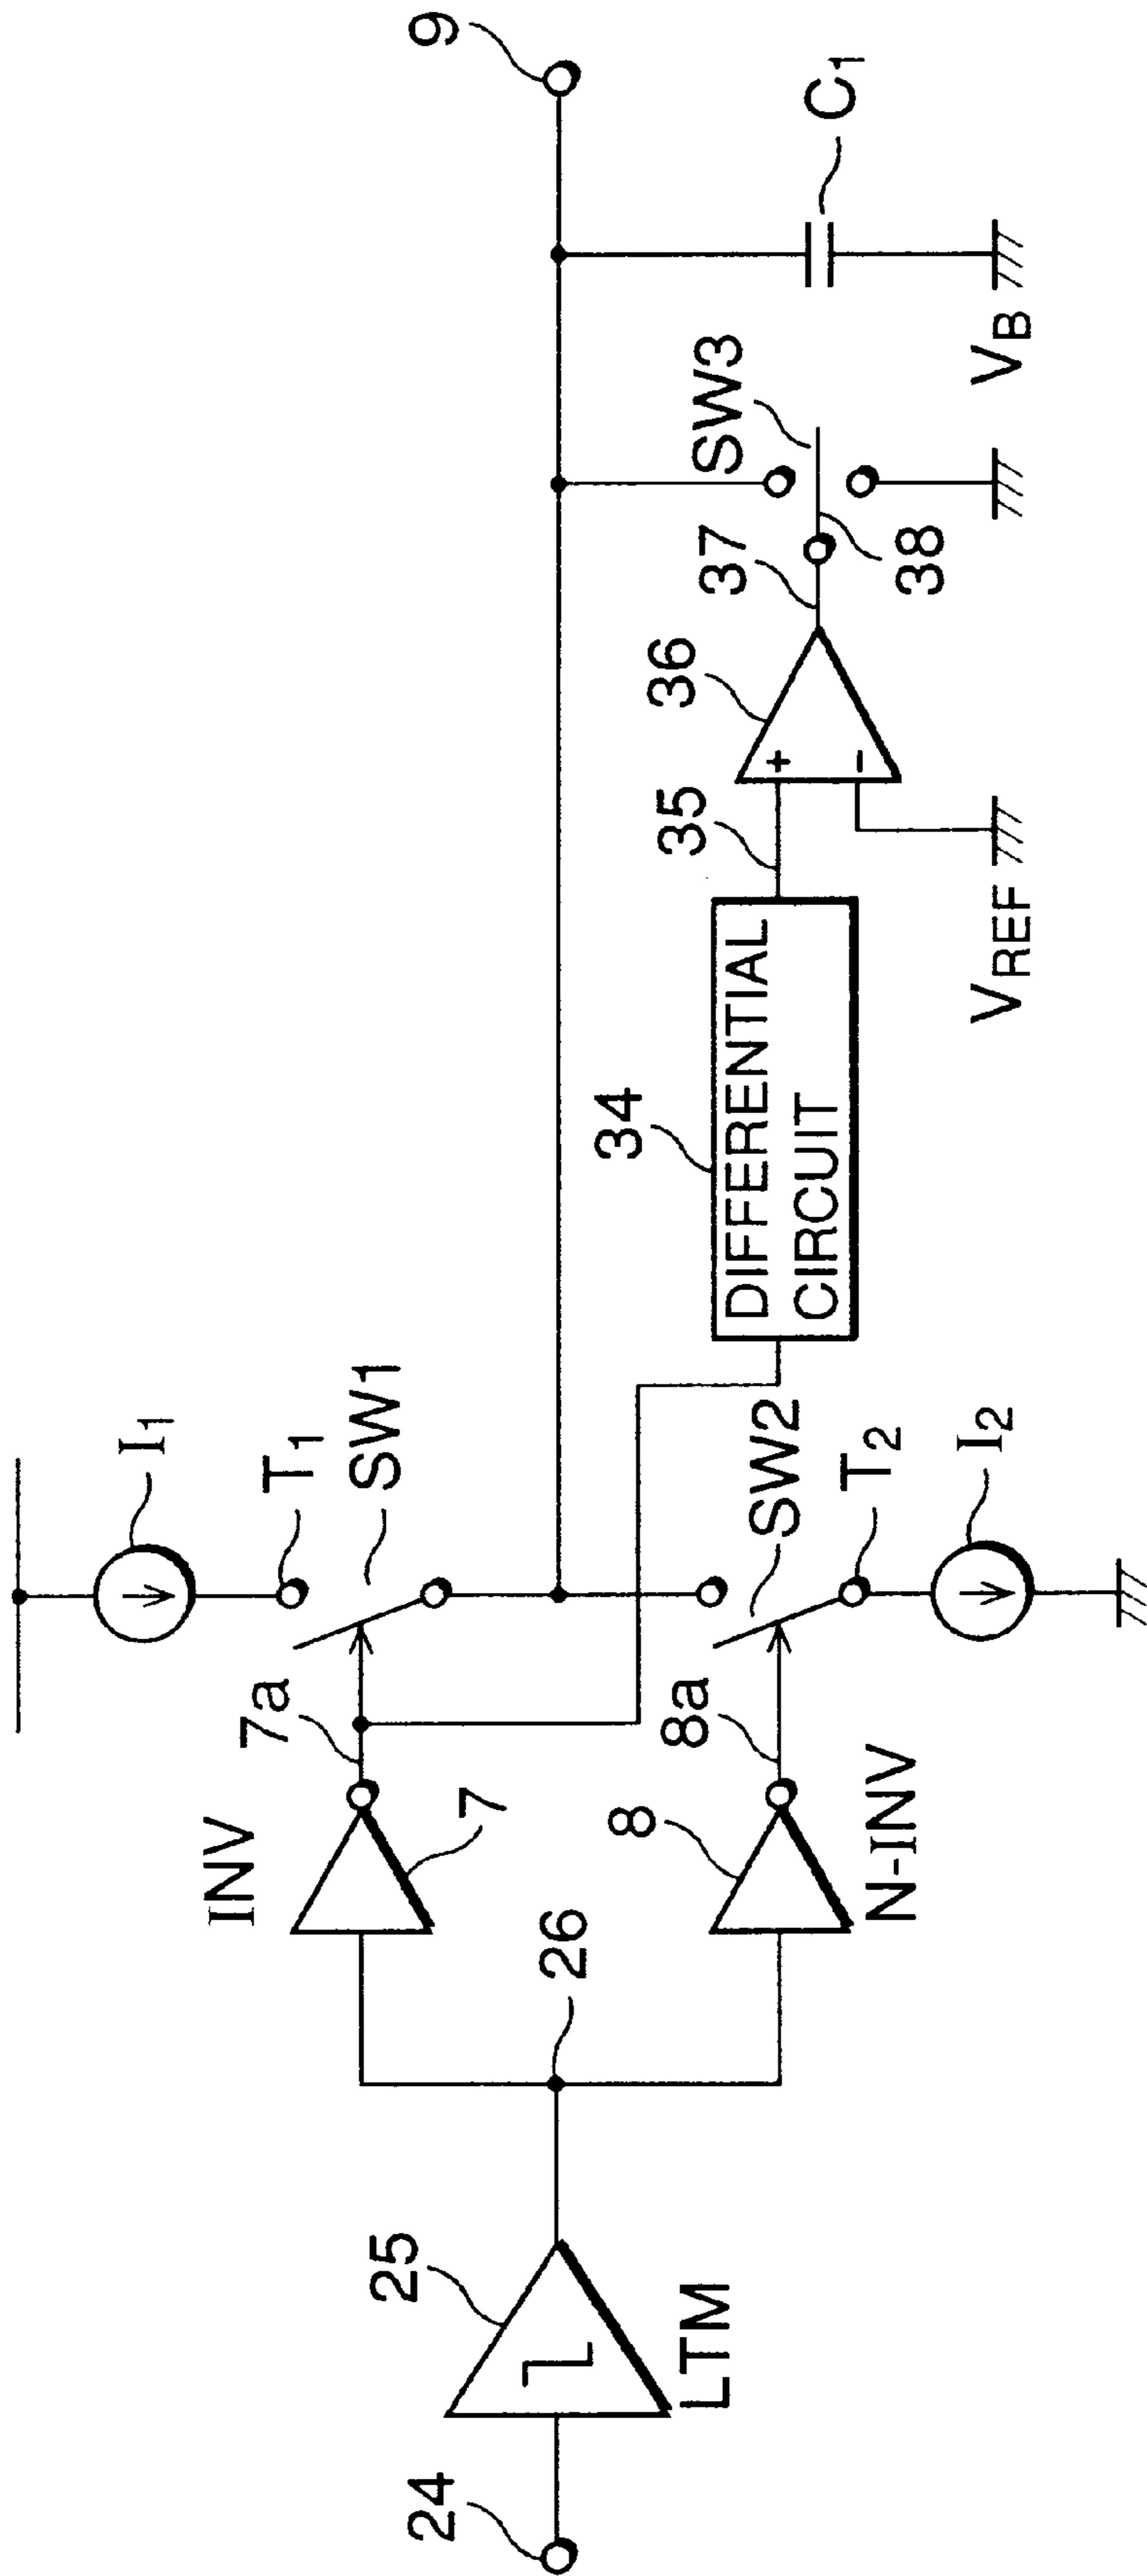 24
25
LTM
26
INV
7
7a
8
8a
N-INV
I1
T1
SW1
SW2
T2
I2
34
DIFFERENTIAL
CIRCUIT
35
36
+
-
VREF
37
38
SW3
9
C1
VB